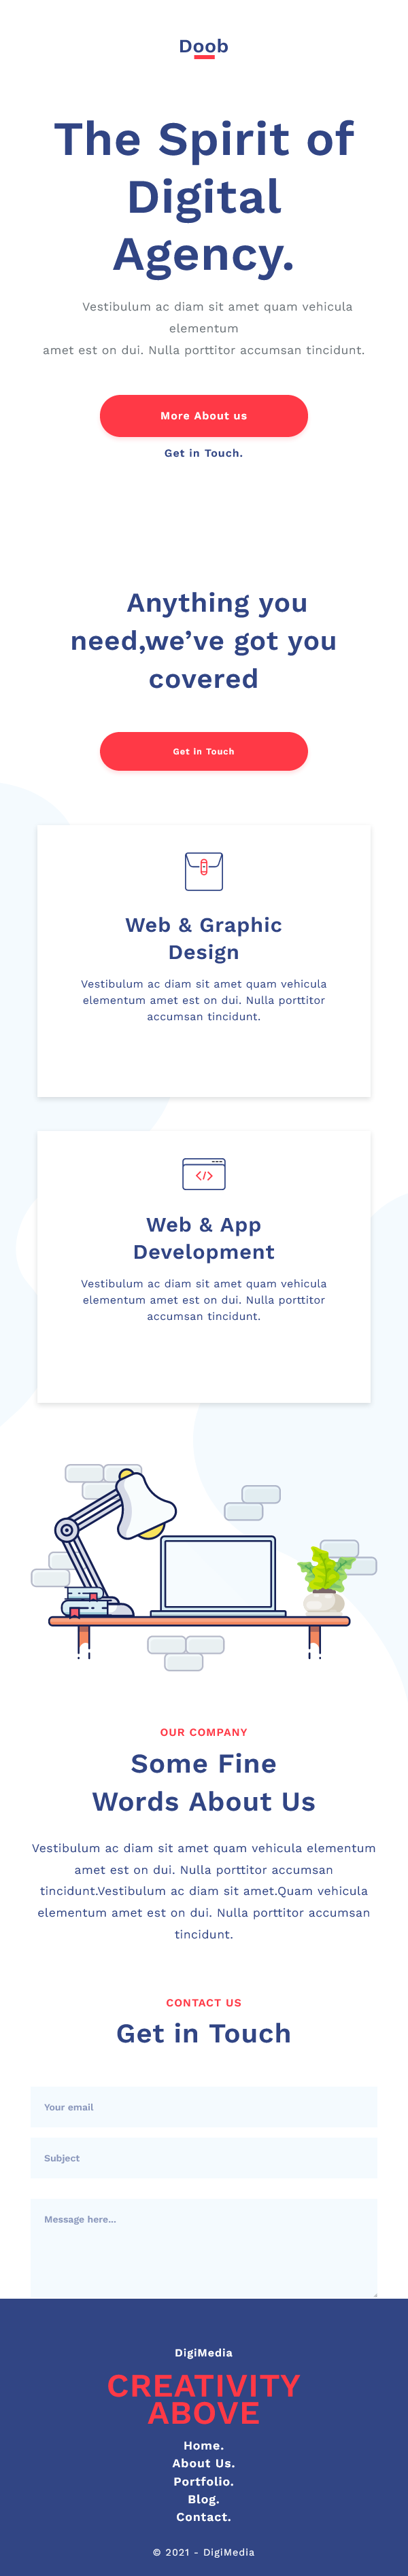 Doob
The Spirit of
Digital
Agency.
Vestibulum ac diam sit amet quam vehicula
elementum
amet est on dui. Nulla porttitor accumsan tincidunt.
More About us
Get in Touch.
Anything you
need,we’ve got you
covered
Get in Touch
Web & Graphic
Design
Vestibulum ac diam sit amet quam vehicula
elementum amet est on dui. Nulla porttitor
accumsan tincidunt.
Web & App
Development
Vestibulum ac diam sit amet quam vehicula
elementum amet est on dui. Nulla porttitor
accumsan tincidunt.
OUR COMPANY
Some Fine
Words About Us
Vestibulum ac diam sit amet quam vehicula elementum
amet est on dui. Nulla porttitor accumsan
tincidunt.Vestibulum ac diam sit amet.Quam vehicula
elementum amet est on dui. Nulla porttitor accumsan
tincidunt.
CONTACT US
Get in Touch
Your email
Subject
Message here...
DigiMedia
CREATIVITY
ABOVE
Home.
About Us.
Portfolio.
Blog.
Contact.
© 2021 - DigiMedia